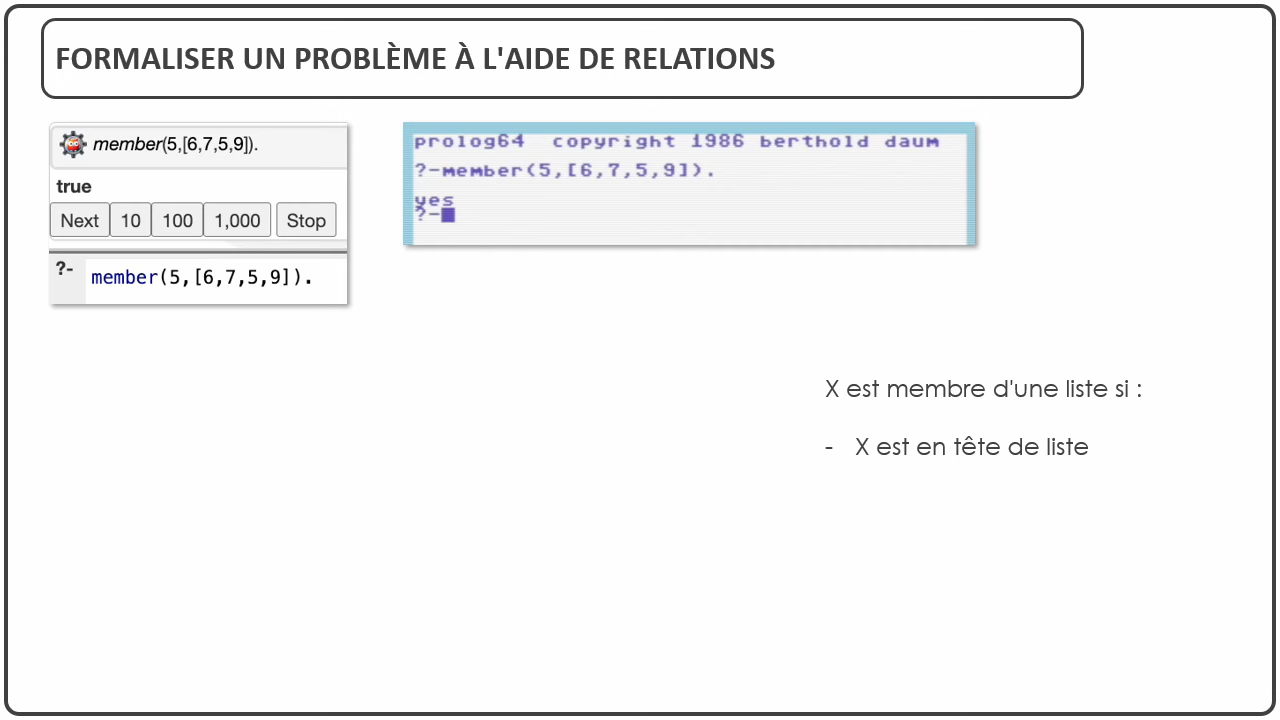 FORMALISER UN PROBLÈME À L'AIDE DE RELATIONS
member(5,[6,7,5,9]).
true
Next 10 100 1,000 Stop
?- member(5,[6,7,5,9]).
prolog64 copyright 1986 berthold daum
?-member(5,[6,7,5,9]).
yes
?-
X est membre d'une liste si :
- X est en tête de liste